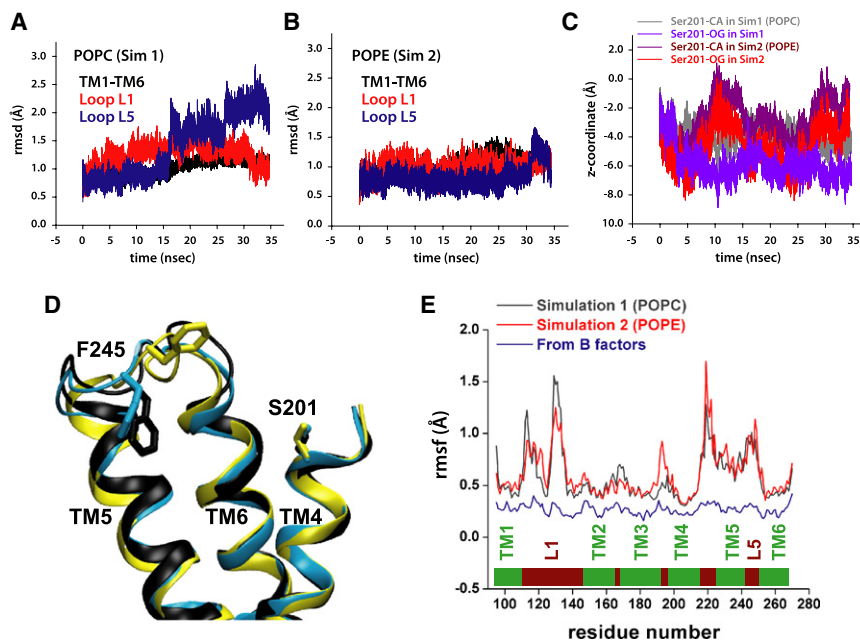 A
POPC (Sim 1)
TM1-TM6
Loop L1
Loop L5
rmsd (Å)
3.0
2.5
2.0
1.5
1.0
0.5
0.0
-5 0 5 10 15 20 25 30 35
time (nsec)
B
POPE (Sim 2)
TM1-TM6
Loop L1
Loop L5
rmsd (Å)
3.0
2.5
2.0
1.5
1.0
0.5
0.0
-5 0 5 10 15 20 25 30 35
time (nsec)
C
Ser201-CA in Sim1 (POPC)
Ser201-OG in Sim1
Ser201-CA in Sim2 (POPE)
Ser201-OG in Sim2
z-coordinate (Å)
2.0
0.0
-2.0
-4.0
-6.0
-8.0
10.0
-5 0 5 10 15 20 25 30 35
time (nsec)
D
F245
S201
TM5
TM6
TM4
E
Simulation 1 (POPC)
Simulation 2 (POPE)
From B factors
rmsf (Å)
2.0
1.5
1.0
0.5
0.0
-0.5
TM1
L1
TM2
TM3
TM4
TM5
L5
TM6
100 120 140 160 180 200 220 240 260 280
residue number